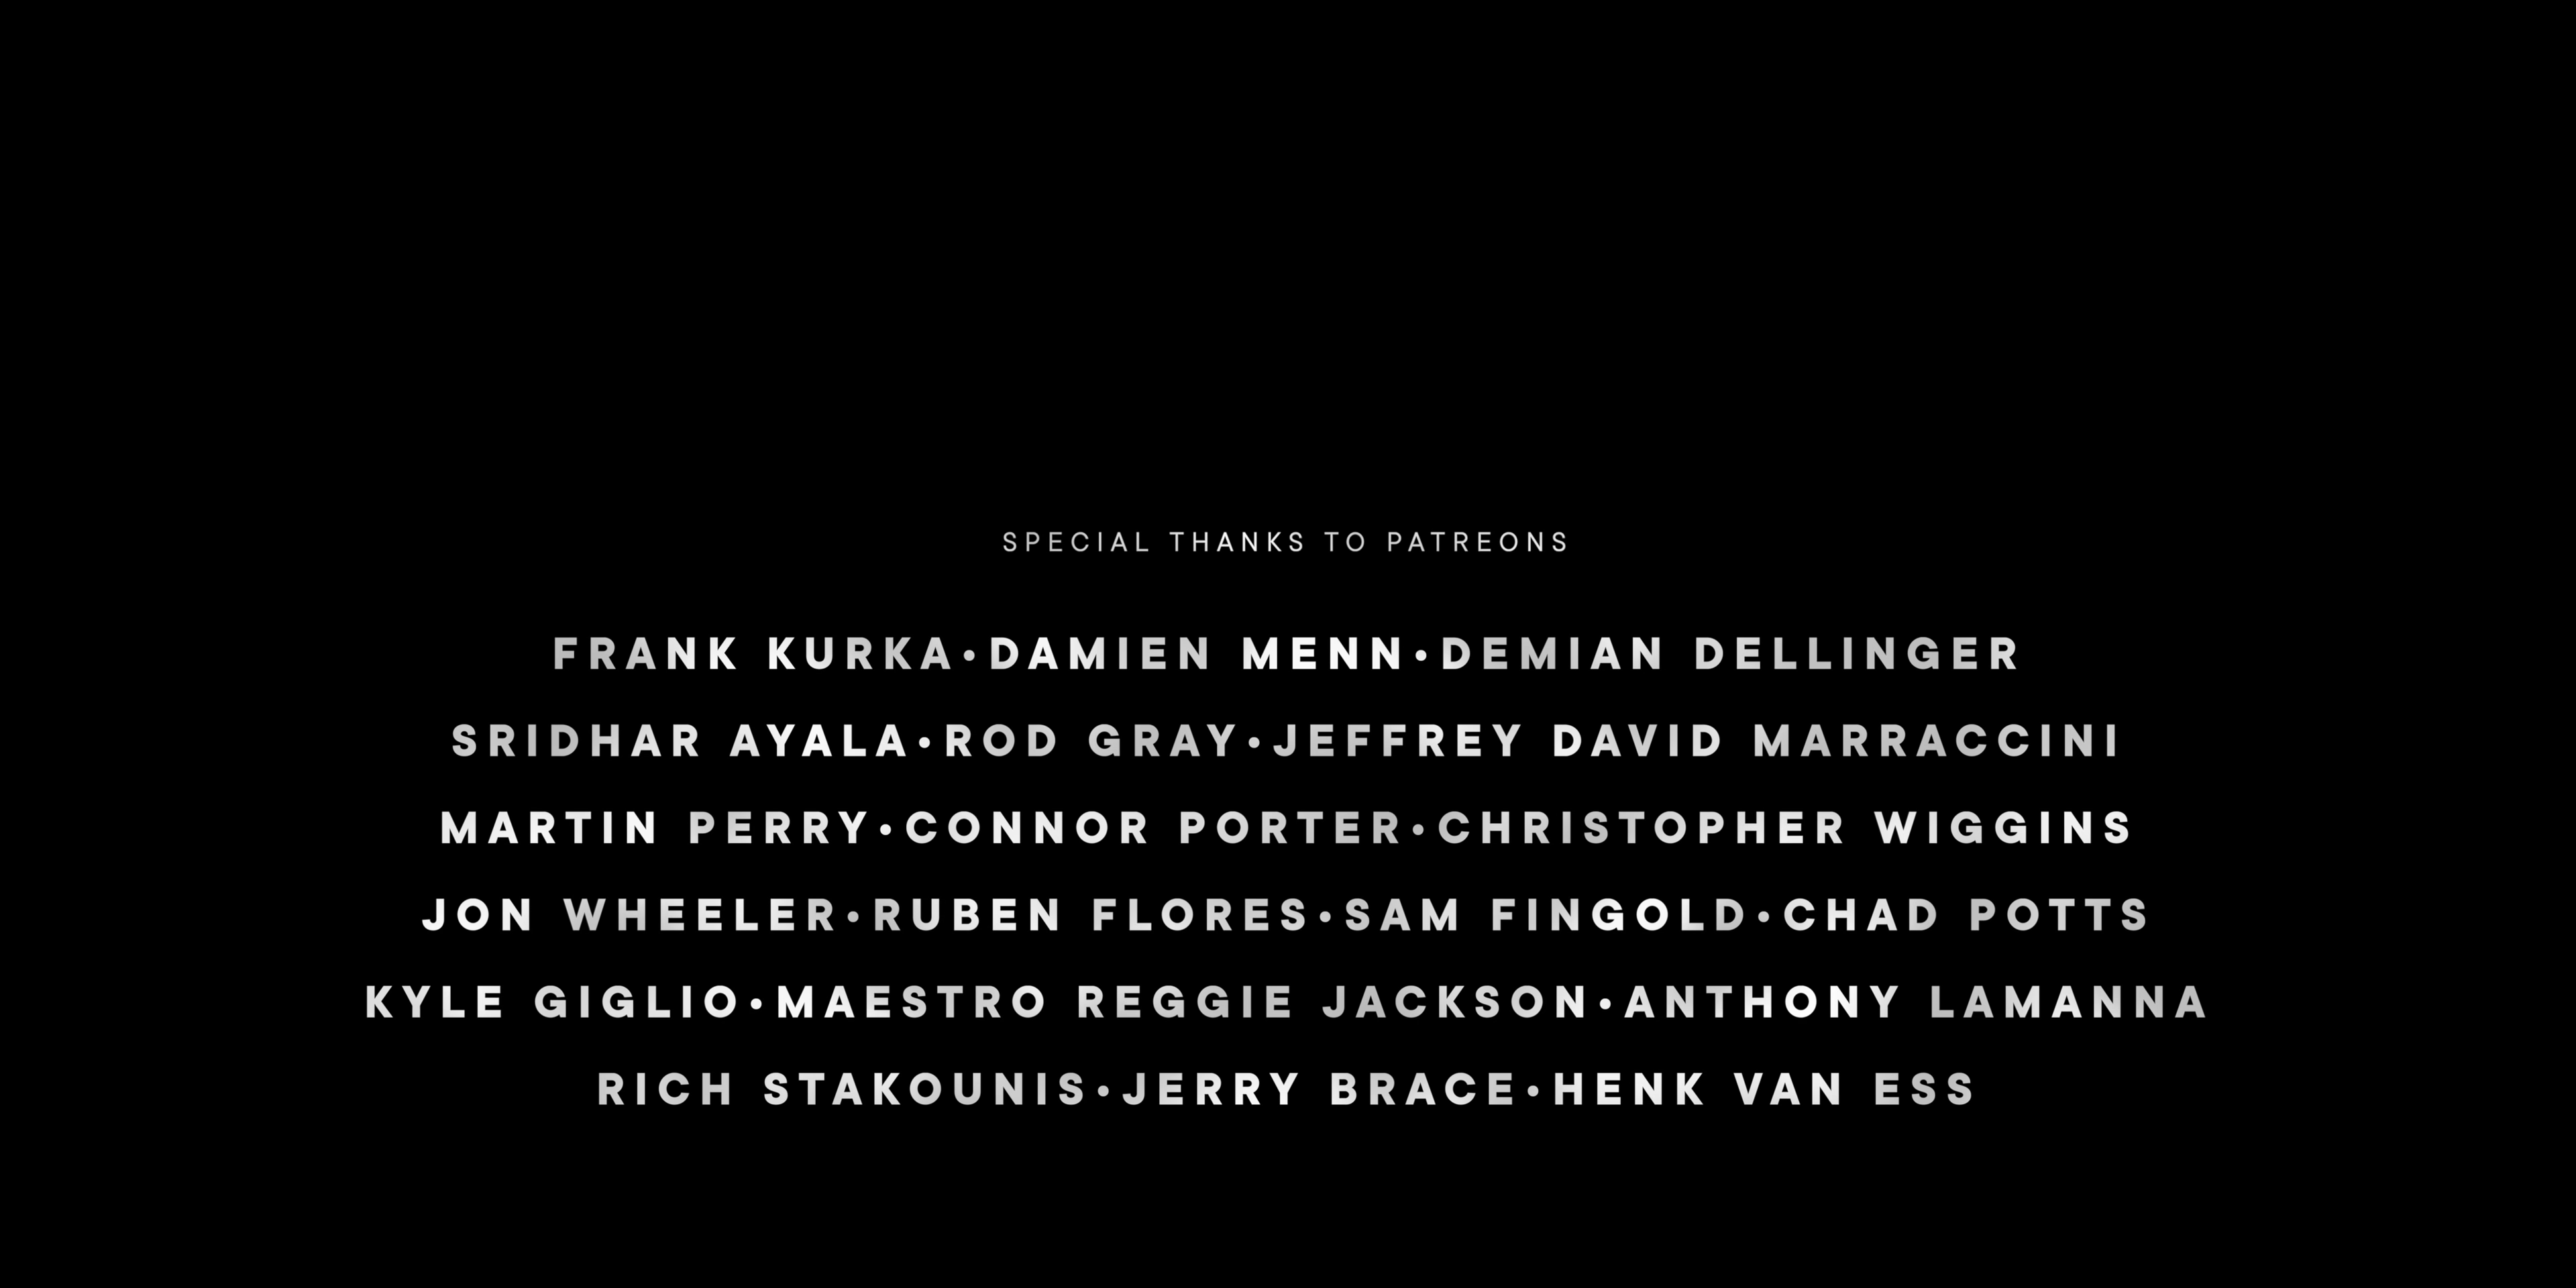 SPECIAL THANKS TO PATREONS
FRANK KURKA•DAMIEN MENN•DEMIAN DELLINGER
SRIDHAR AYALA•ROD GRAY•JEFFREY DAVID MARRACCINI
MARTIN PERRY•CONNOR PORTER•CHRISTOPHER WIGGINS
JON WHEELER•RUBEN FLORES•SAM FINGOLD•CHAD POTTS
KYLE GIGLIO•MAESTRO REGGIE JACKSON•ANTHONY LAMANNA
RICH STAKOUNIS•JERRY BRACE•HENK VAN ESS